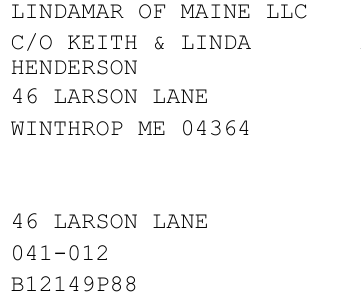 LINDAMAR OF MAINE LLC
C/O KEITH & LINDA
HENDERSON
46 LARSON LANE
WINTHROP ME 04364
46 LARSON LANE
041-012
B12149P88